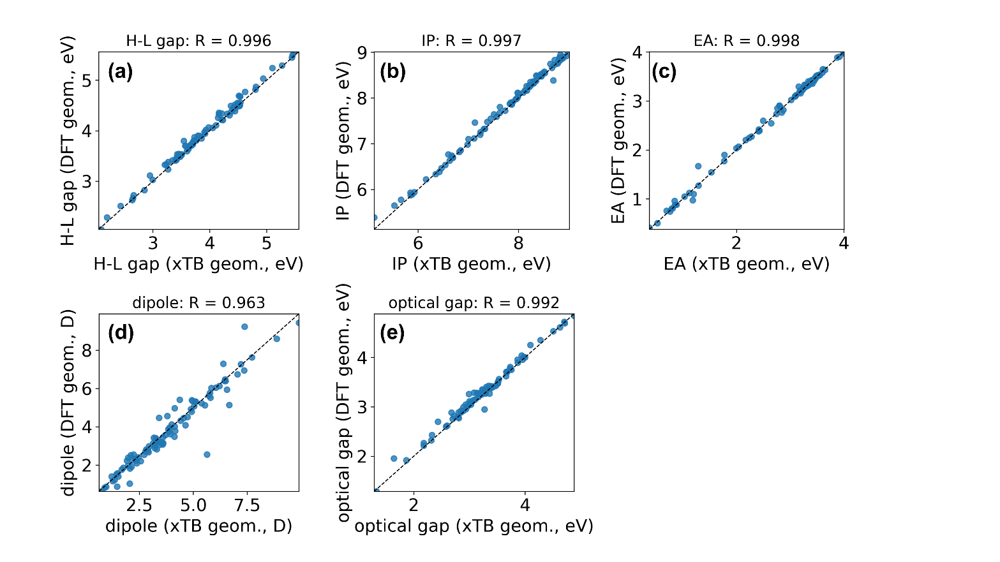 H-L gap: R = 0.996
(a)
H-L gap (DFT geom., eV)
5
4
3
3 4 5
H-L gap (xTB geom., eV)
IP: R = 0.997
(b)
IP (DFT geom., eV)
9
8
7
6
6 8
IP (xTB geom., eV)
EA: R = 0.998
(c)
EA (DFT geom., eV)
4
3
2
1
2 4
EA (xTB geom., eV)
dipole: R = 0.963
(d)
dipole (DFT geom., D)
8
6
4
2
2.5 5.0 7.5
dipole (xTB geom., D)
optical gap: R = 0.992
(e)
optical gap (DFT geom., eV)
4
3
2
2 4
optical gap (xTB geom., eV)